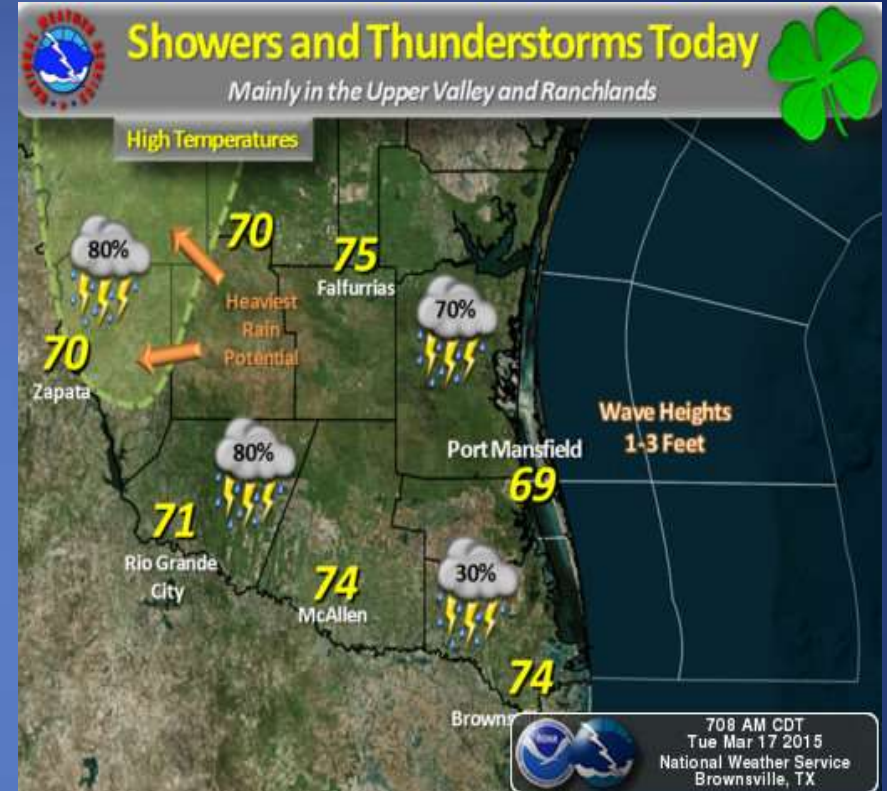 Showers and Thunderstorms Today
Mainly in the Upper Valley and Ranchlands
High Temperatures
80%
70
75
Falfurrias
Heaviest
Rain
Potential
70%
70
Zapata
Wave Heights
1-3 Feet
80%
Port Mansfield
69
71
Rio Grande
City
74
McAllen
30%
74
708 AM CDT
Tue Mar 17 2015
National Weather Service
Brownsville, TX